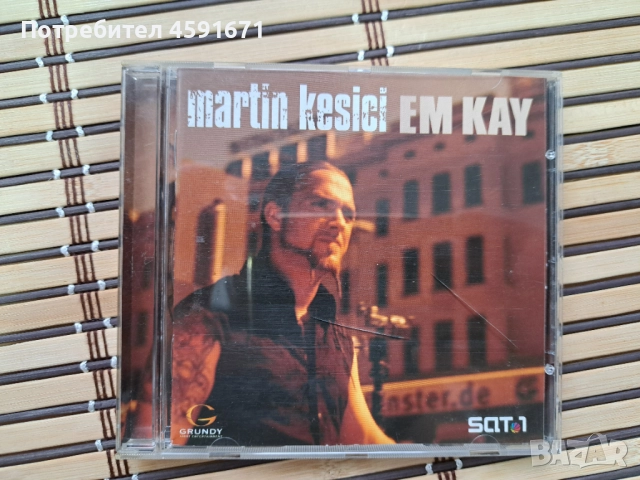 Потребител 4591671
martin kesici EM KAY
nster.de
GRUNDY
SAT.1
BAZAR